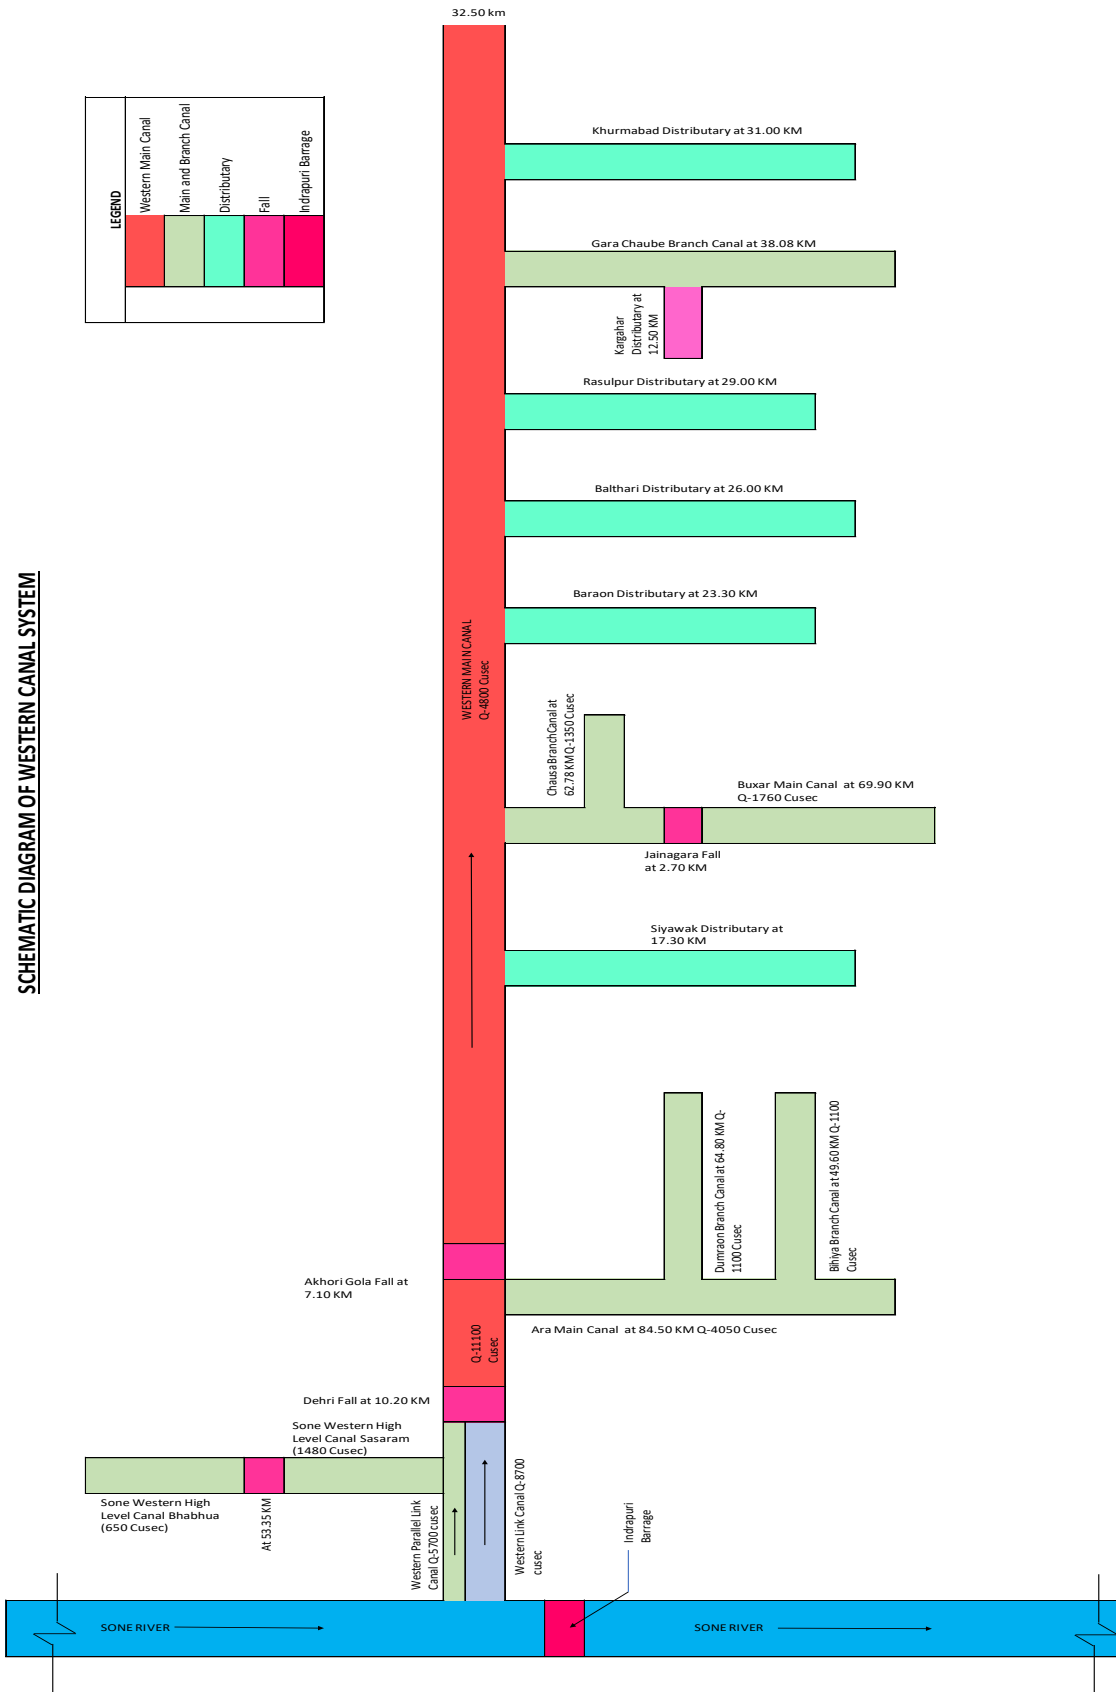 32.50 km
LEGEND
Western Main Canal
Main and Branch Canal
Distributary
Fall
Indrapuri Barrage
Khurmabad Distributary at 31.00 KM
Gara Chaube Branch Canal at 38.08 KM
Kargahar
Distributary at
12.50 KM
Rasulpur Distributary at 29.00 KM
Balthari Distributary at 26.00 KM
SCHEMATIC DIAGRAM OF WESTERN CANAL SYSTEM
Baraon Distributary at 23.30 KM
WESTERN MAIN CANAL
Q-4800 Cusec
Chausa Branch Canal at
62.78 KM Q-1350 Cusec
Buxar Main Canal at 69.90 KM
Q-1760 Cusec
Jainagara Fall
at 2.70 KM
Siyawak Distributary at
17.30 KM
Dumraon Branch Canal at 64.80 KM Q-
1100 Cusec
Bihiya Branch Canal at 49.60 KM Q-1100
Cusec
Akhori Gola Fall at
7.10 KM
Ara Main Canal at 84.50 KM Q-4050 Cusec
Q-11100
Cusec
Dehri Fall at 10.20 KM
Sone Western High
Level Canal Sasaram
(1480 Cusec)
Sone Western High
Level Canal Bhabhua
(650 Cusec)
At 53.35 KM
Western Parallel Link
Canal Q-5700 cusec
Western Link Canal Q-8700
cusec
Indrapuri
Barrage
SONE RIVER
SONE RIVER